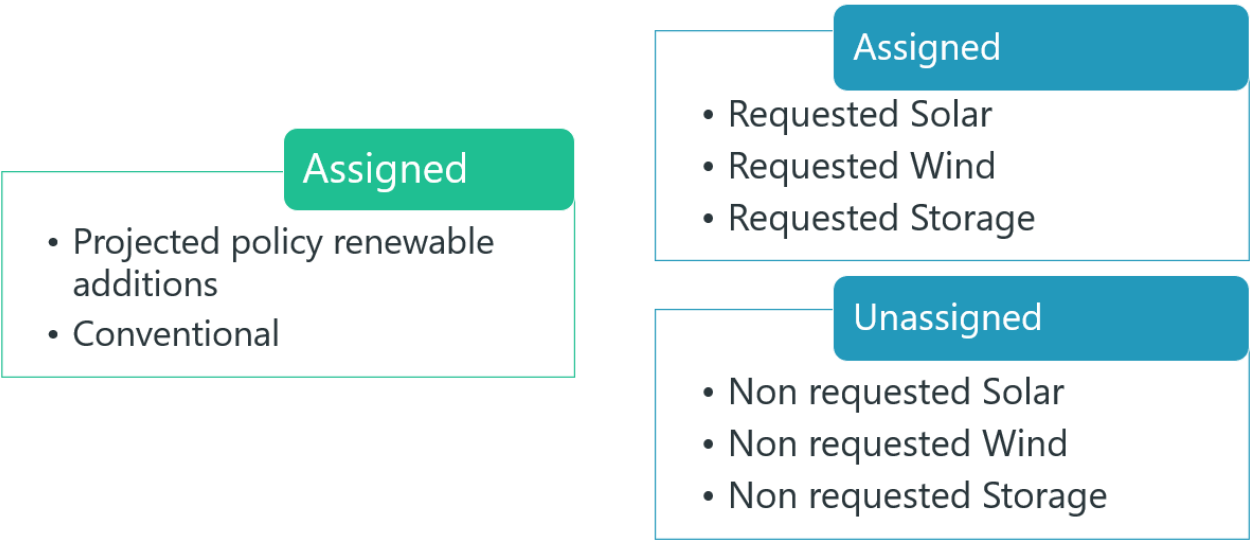 Assigned
• Projected policy renewable
additions
• Conventional
Assigned
• Requested Solar
• Requested Wind
• Requested Storage
Unassigned
• Non requested Solar
• Non requested Wind
• Non requested Storage